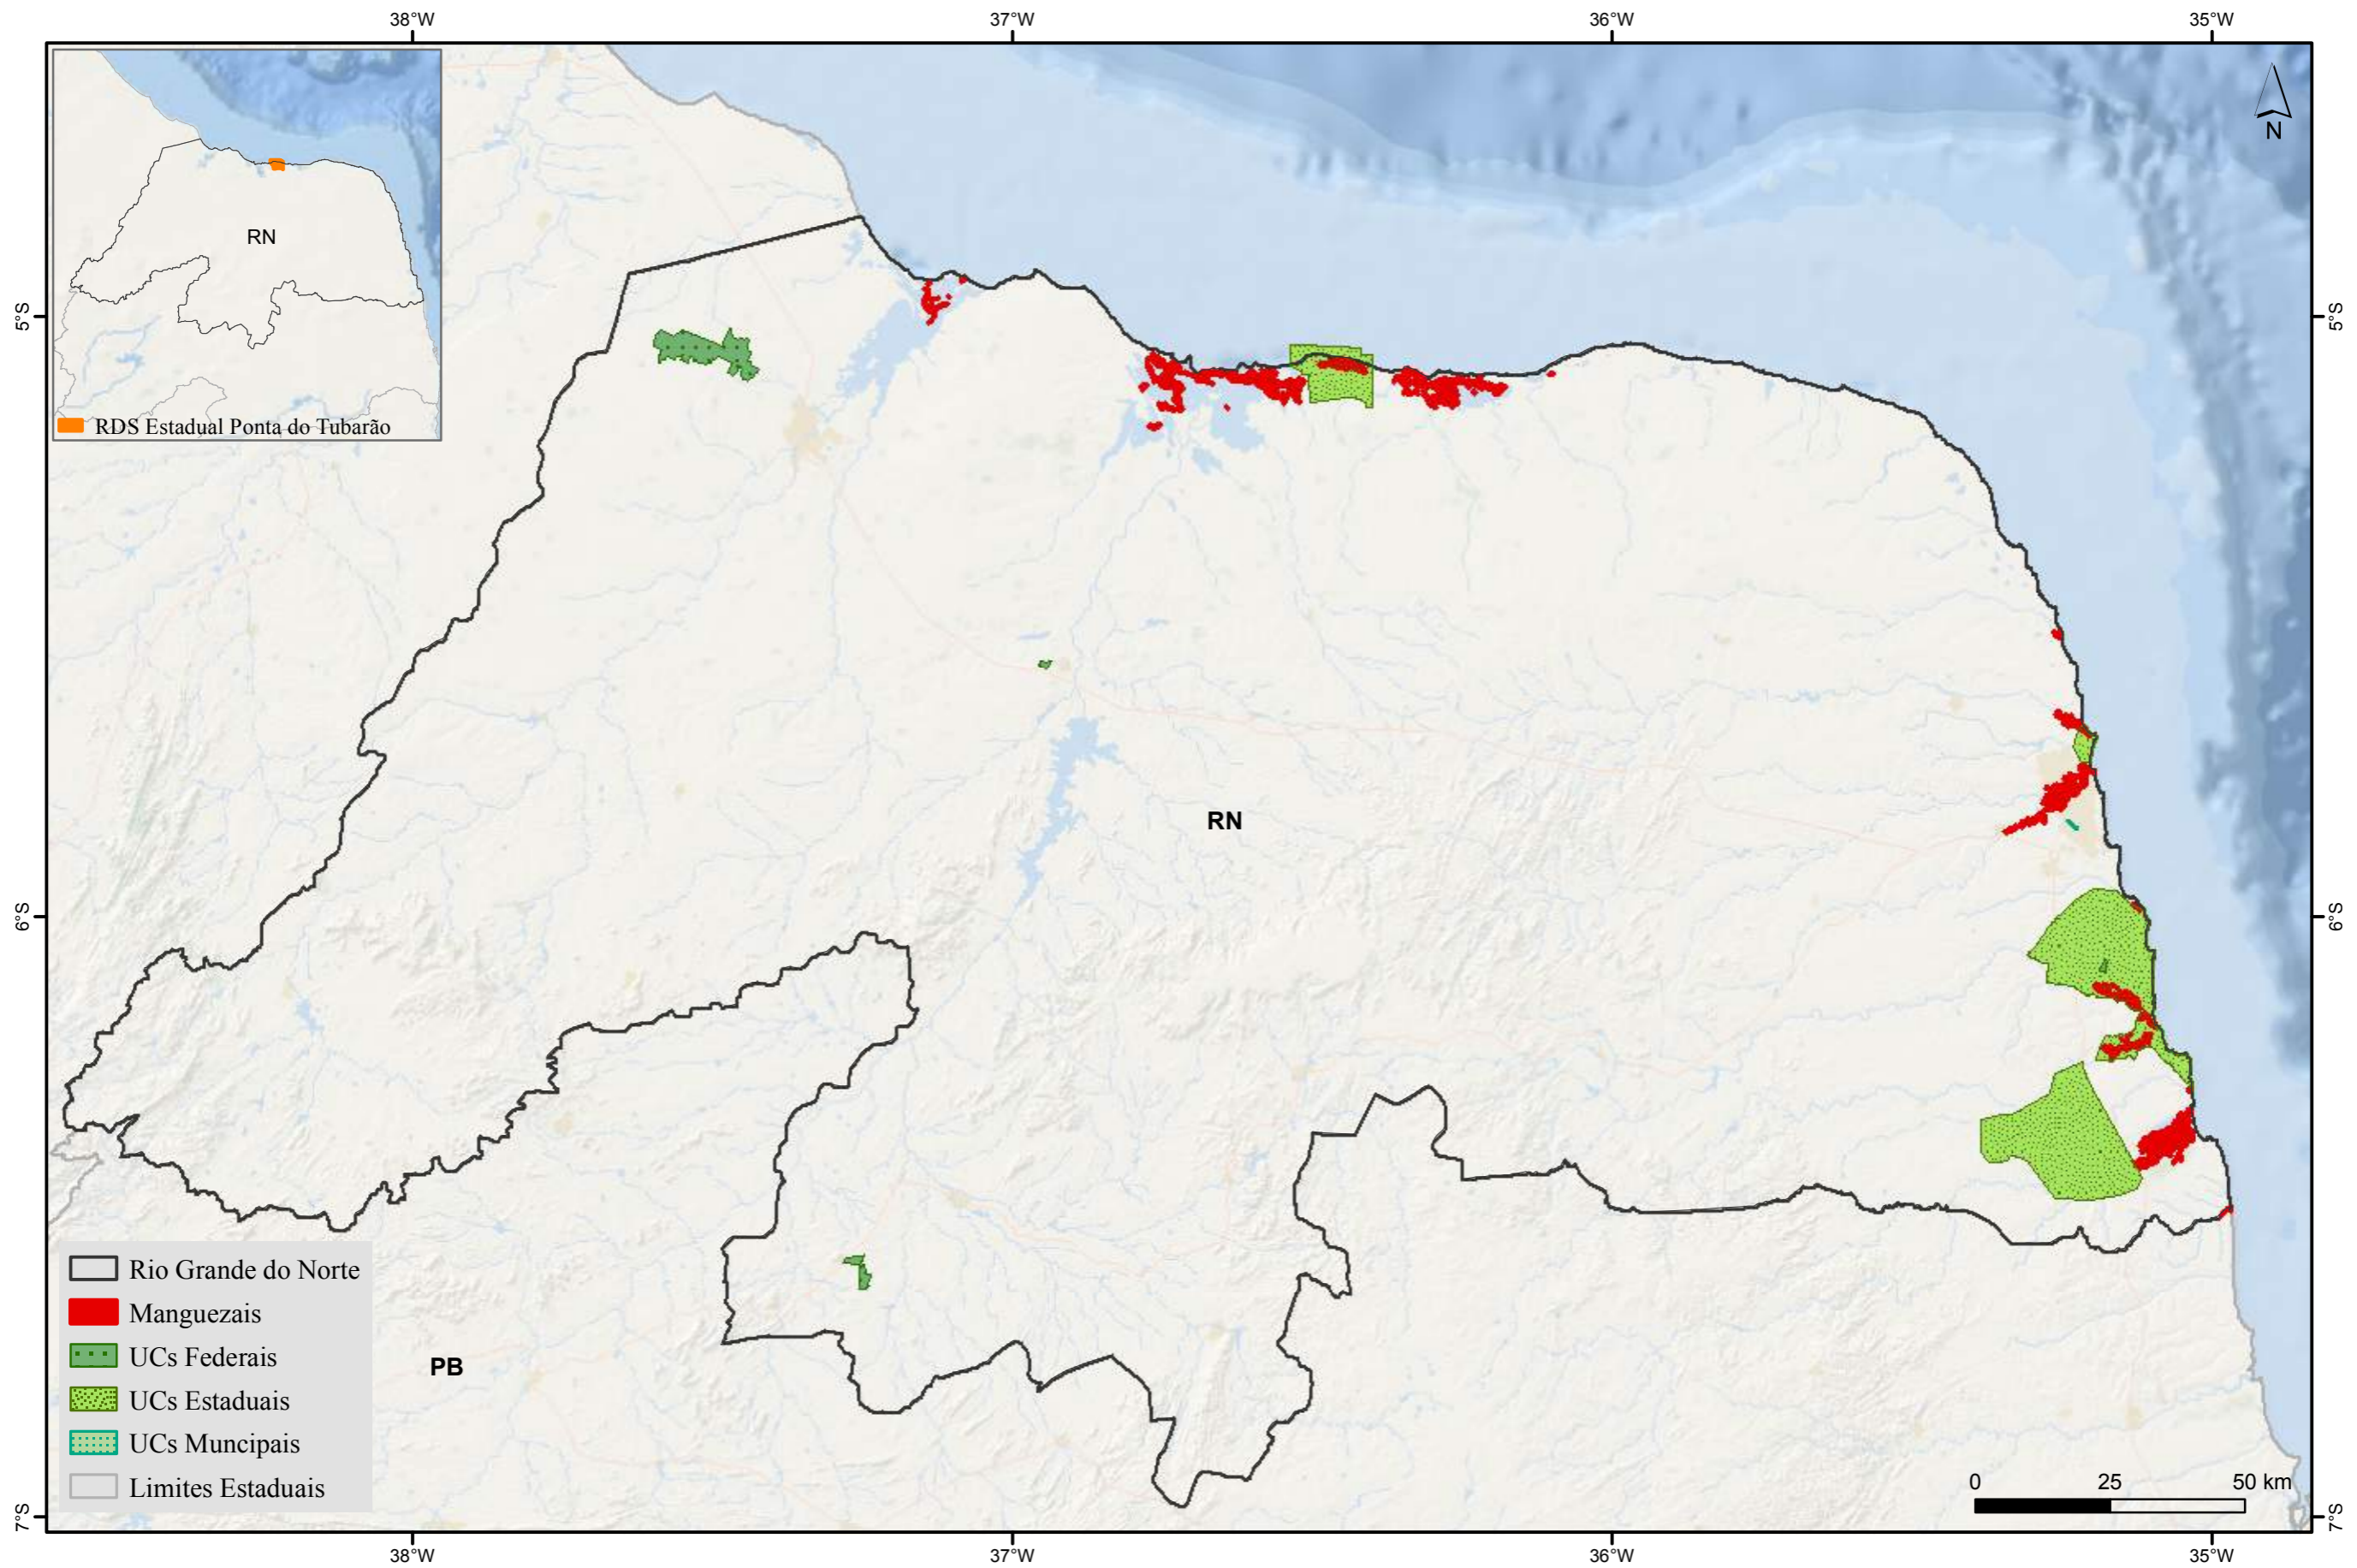 38°W
37°W
36°W
35°W
N
RN
RDS Estadual Ponta do Tubarão
5°S
5°S
RN
6°S
6°S
Rio Grande do Norte
Manguezais
UCs Federais
UCs Estaduais
UCs Muncipais
Limites Estaduais
PB
0 25 50 km
7°S
7°S
38°W
37°W
36°W
35°W